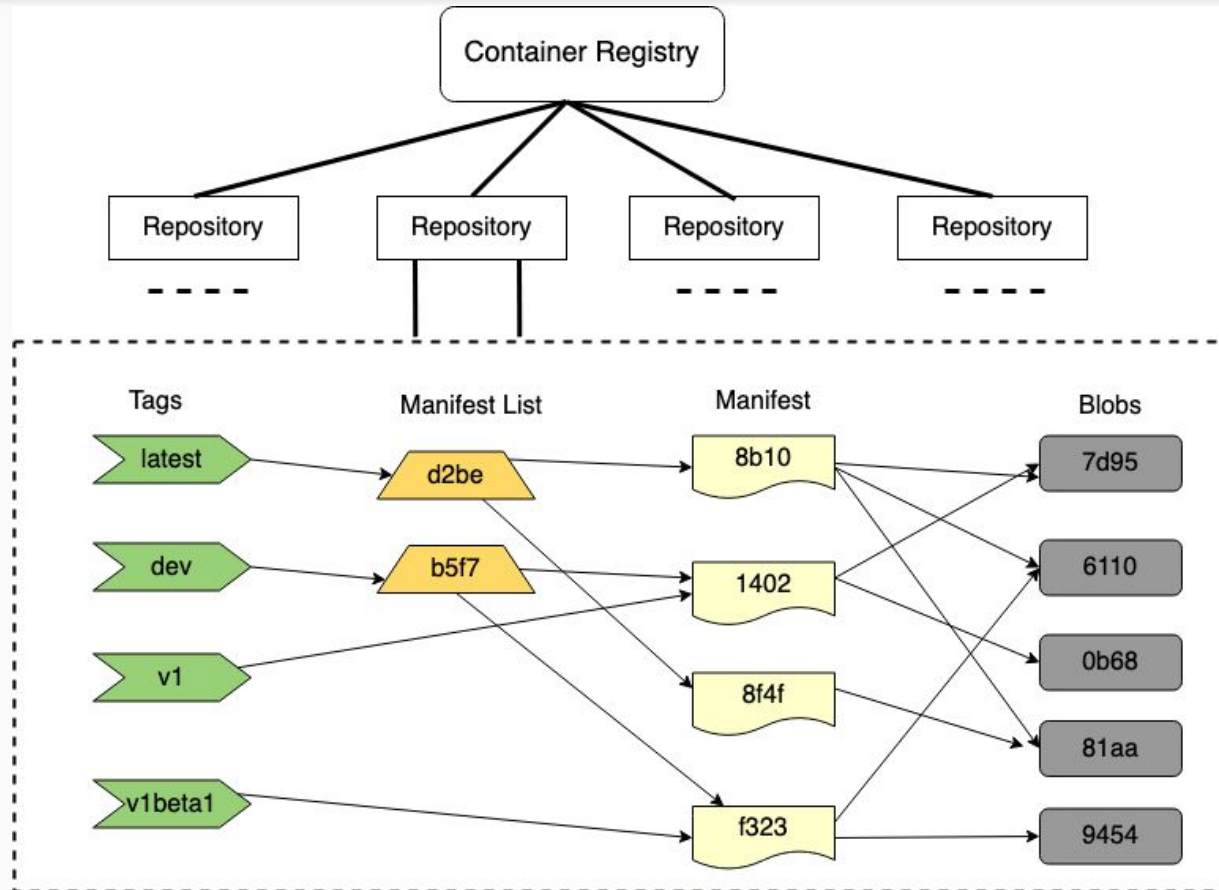 Container Registry
Repository
Repository
Repository
Repository
Tags
Manifest List
Manifest
Blobs
latest
d2be
8b10
7d95
dev
b5f7
1402
6110
v1
8f4f
0b68
81aa
v1beta1
f323
9454